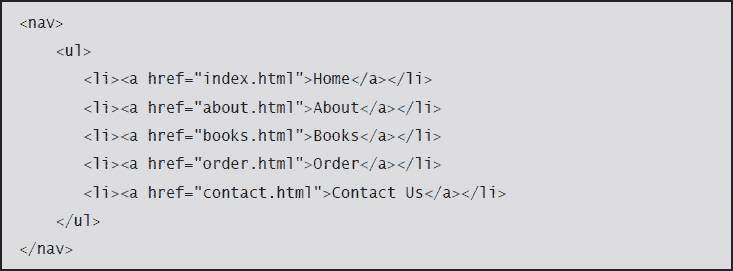 <nav>
<ul>
<li><a href="index.html">Home</a></li>
<li><a href="about.html">About</a></li>
<li><a href="books.html">Books</a></li>
<li><a href="order.html">Order</a></li>
<li><a href="contact.html">Contact Us</a></li>
</ul>
</nav>